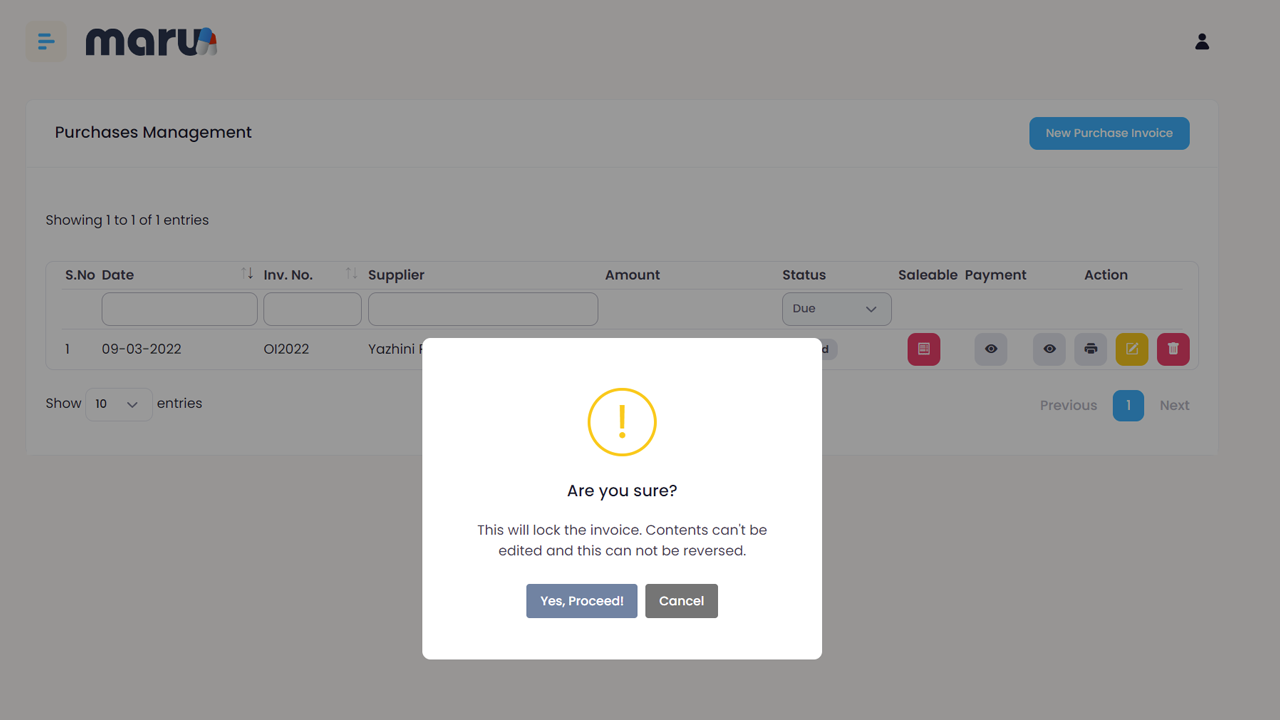 maru
Purchases Management
New Purchase Invoice
Showing 1 to 1 of 1 entries
S.No Date Inv. No. Supplier Amount Status Saleable Payment Action
Due
1 09-03-2022 OI2022 Yazhini
Show 10 entries
Previous 1 Next
!
Are you sure?
This will lock the invoice. Contents can't be
edited and this can not be reversed.
Yes, Proceed! Cancel